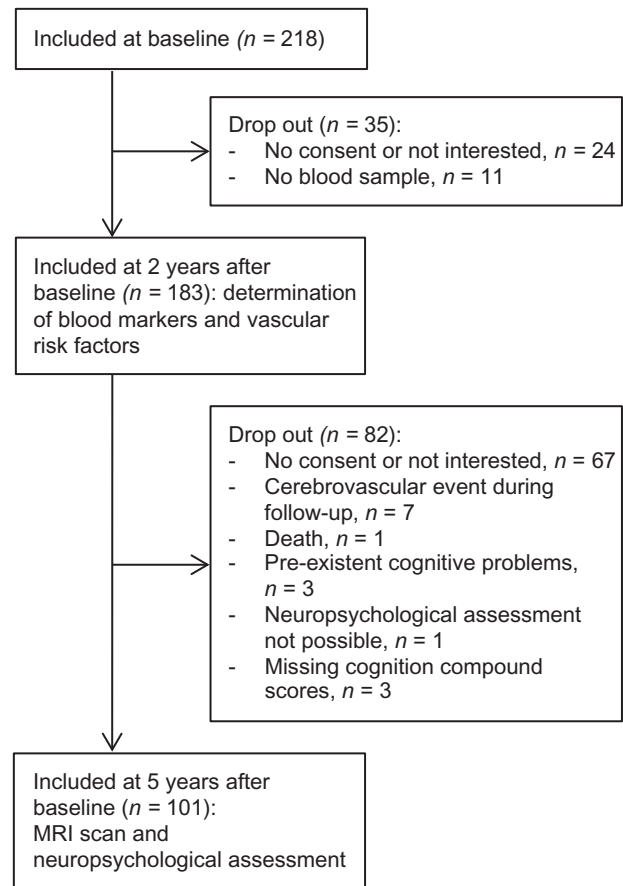 Included at baseline (n = 218)
Drop out (n = 35):
- No consent or not interested, n = 24
- No blood sample, n = 11
Included at 2 years after
baseline (n = 183): determination
of blood markers and vascular
risk factors
Drop out (n = 82):
- No consent or not interested, n = 67
- Cerebrovascular event during
follow-up, n = 7
- Death, n = 1
- Pre-existent cognitive problems,
n = 3
- Neuropsychological assessment
not possible, n = 1
- Missing cognition compound
scores, n = 3
Included at 5 years after
baseline (n = 101):
MRI scan and
neuropsychological assessment